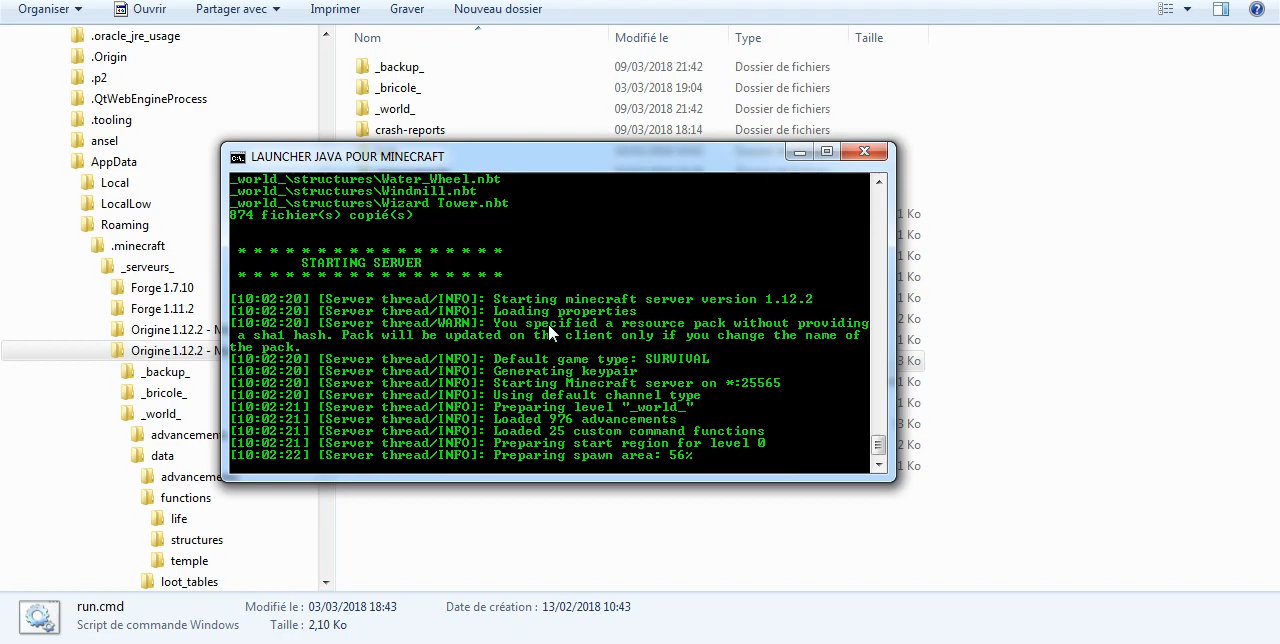 Organiser Ouvrir Partager avec Imprimer Graver Nouveau dossier
.oracle_jre_usage
.Origin
.p2
.QtWebEngineProcess
.tooling
ansel
AppData
Local
LocalLow
Roaming
.minecraft
_serveurs_
Forge 1.7.10
Forge 1.11.2
Origine 1.12.2 - N
Origine 1.12.2 - N
_backup_
_bricole_
_world_
advancemen
data
advanceme
functions
life
structures
temple
loot_tables
Nom Modifié le Type Taille
_backup_ 09/03/2018 21:42 Dossier de fichiers
_bricole_ 03/03/2018 19:04 Dossier de fichiers
_world_ 09/03/2018 21:42 Dossier de fichiers
crash-reports 09/03/2018 18:14 Dossier de fichiers
1 Ko
1 Ko
1 Ko
1 Ko
1 Ko
2 Ko
1 Ko
3 Ko
1 Ko
1 Ko
3 Ko
2 Ko
1 Ko
LAUNCHER JAVA POUR MINECRAFT
_world_\structures\Water_Wheel.nbt
_world_\structures\Windmill.nbt
_world_\structures\Wizard Tower.nbt
874 fichier(s) copié(s)
* * * * * * * * * * * * * * * * *
STARTING SERVER
* * * * * * * * * * * * * * * * *
[10:02:20] [Server thread/INFO]: Starting minecraft server version 1.12.2
[10:02:20] [Server thread/INFO]: Loading properties
[10:02:20] [Server thread/WARN]: You specified a resource pack without providing
a sha1 hash. Pack will be updated on the client only if you change the name of
the pack.
[10:02:20] [Server thread/INFO]: Default game type: SURVIVAL
[10:02:20] [Server thread/INFO]: Generating keypair
[10:02:20] [Server thread/INFO]: Starting Minecraft server on *:25565
[10:02:20] [Server thread/INFO]: Using default channel type
[10:02:21] [Server thread/INFO]: Preparing level "_world_"
[10:02:21] [Server thread/INFO]: Loaded 976 advancements
[10:02:21] [Server thread/INFO]: Loaded 25 custom command functions
[10:02:21] [Server thread/INFO]: Preparing start region for level 0
[10:02:22] [Server thread/INFO]: Preparing spawn area: 56%
run.cmd Modifié le : 03/03/2018 18:43 Date de création : 13/02/2018 10:43
Script de commande Windows Taille : 2,10 Ko